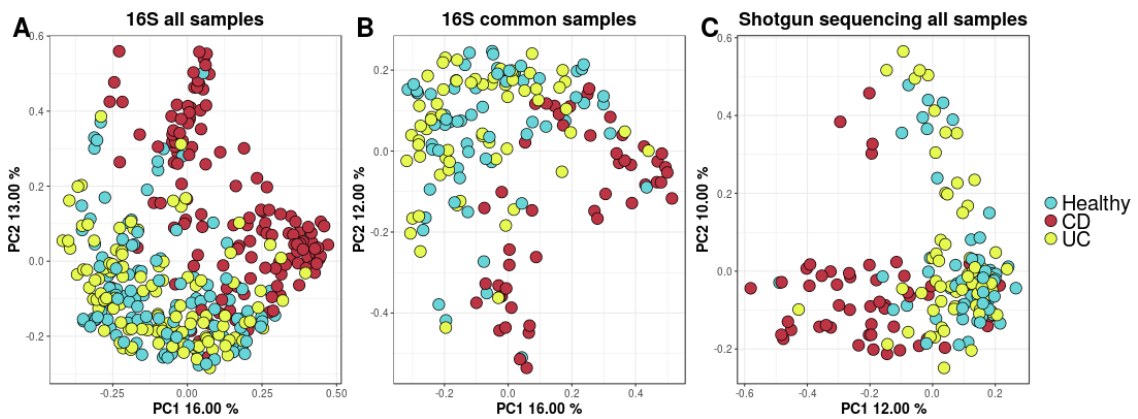 A
16S all samples
0.6
0.4
0.2
0.0
-0.2
PC2 13.00 %
-0.25
0.00
0.25
0.50
PC1 16.00 %
B
16S common samples
0.2
0.0
-0.2
-0.4
PC2 12.00 %
-0.2
0.0
0.2
0.4
PC1 16.00 %
C
Shotgun sequencing all samples
0.6
0.4
0.2
0.0
-0.2
PC2 10.00 %
-0.6
-0.4
-0.2
0.0
0.2
PC1 12.00 %
Healthy
CD
UC